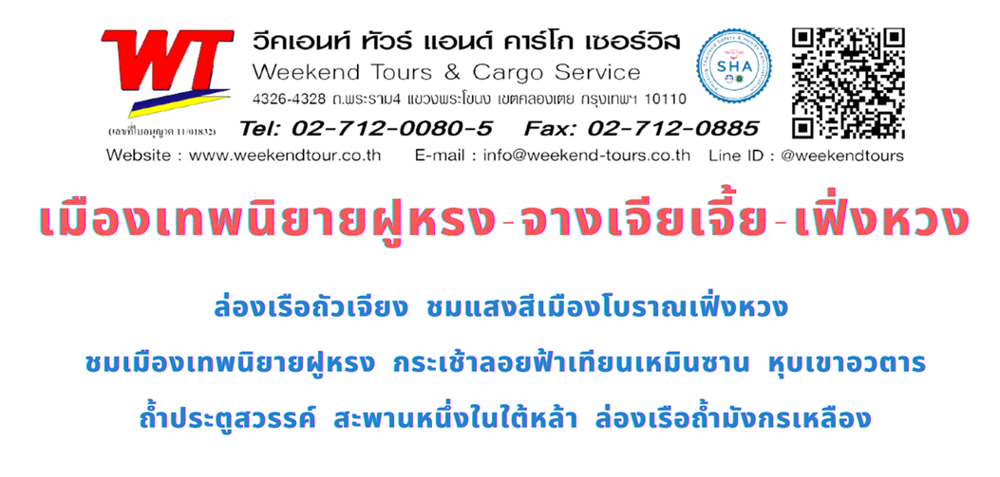 WT
วีคเอนท์ ทัวร์ แอนด์ คาร์โก เซอร์วิส
Weekend Tours & Cargo Service
4326-4328 ถ.พระราม4 แขวงพระโขนง เขตคลองเตย กรุงเทพฯ 10110
SHA
(เลขที่ใบอนุญาต 11/01832)
Tel: 02-712-0080-5 Fax: 02-712-0885
Website : www.weekendtour.co.th E-mail : info@weekend-tours.co.th Line ID : @weekendtours
เมืองเทพนิยายฝูหรง-จางเจียเจี้ย-เฟิ่งหวง
ล่องเรือถัวเจียง ชมแสงสีเมืองโบราณเฟิ่งหวง
ชมเมืองเทพนิยายฝูหรง กระเช้าลอยฟ้าเทียนเหมินซาน หุบเขาอวตาร
ถ้ำประตูสวรรค์ สะพานหนึ่งในใต้หล้า ล่องเรือถ้ำมังกรเหลือง